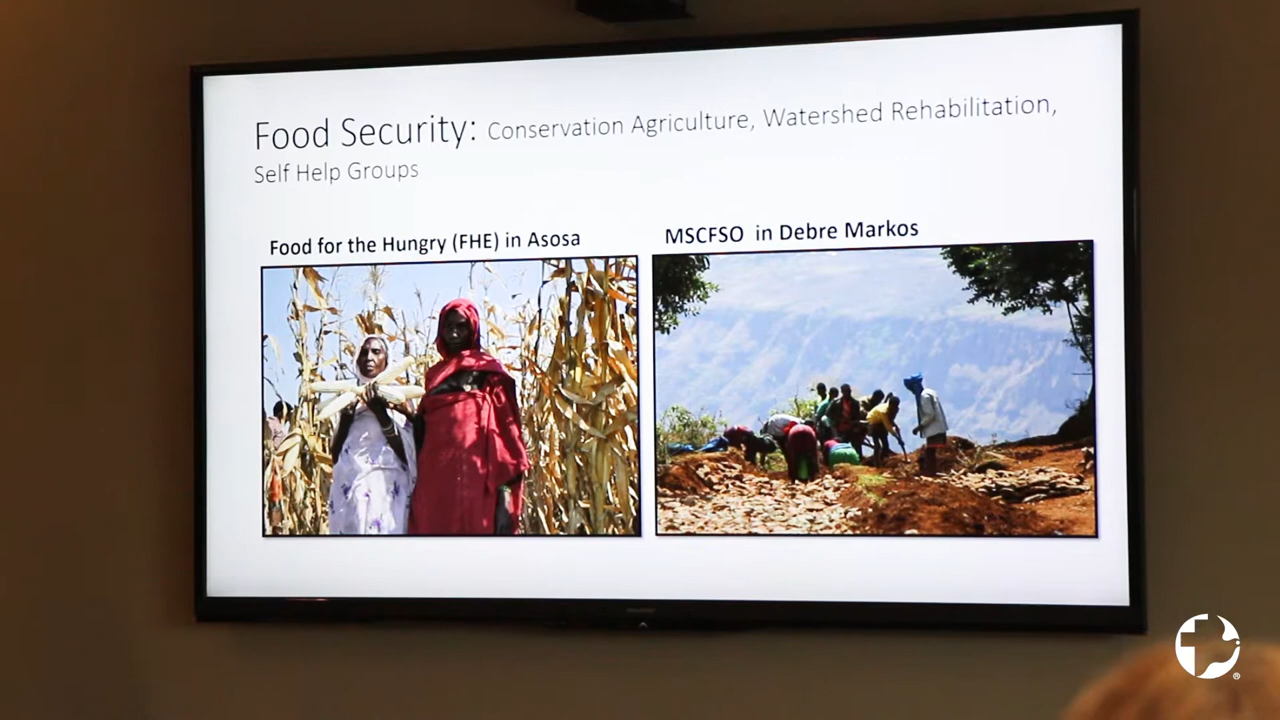 Food Security: Conservation Agriculture, Watershed Rehabilitation,
Self Help Groups
Food for the Hungry (FHE) in Asosa
MSCFSO in Debre Markos
®